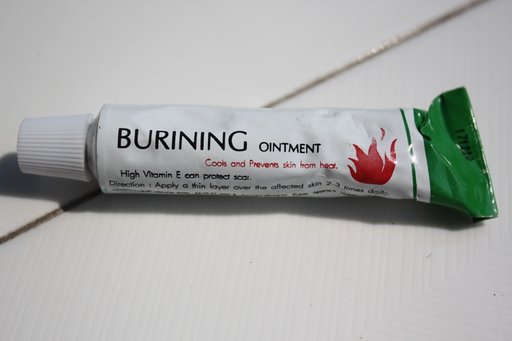 BURINING OINTMENT
Cools and Prevents skin from heat.
High Vitamin E can protect scar.
Direction : Apply a thin layer over the affected skin 2-3 times daily.